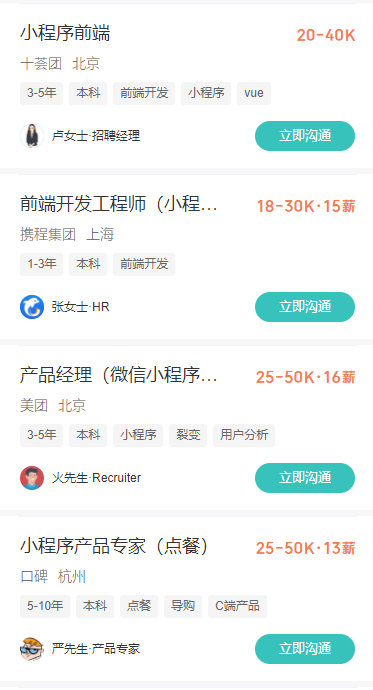 小程序前端 20-40K
十荟团 北京
3-5年 本科 前端开发 小程序 vue
卢女士·招聘经理 立即沟通
前端开发工程师（小程... 18-30K·15薪
携程集团 上海
1-3年 本科 前端开发
张女士·HR 立即沟通
产品经理（微信小程序... 25-50K·16薪
美团 北京
3-5年 本科 小程序 裂变 用户分析
火先生·Recruiter 立即沟通
小程序产品专家（点餐） 25-50K·13薪
口碑 杭州
5-10年 本科 点餐 导购 C端产品
严先生·产品专家 立即沟通